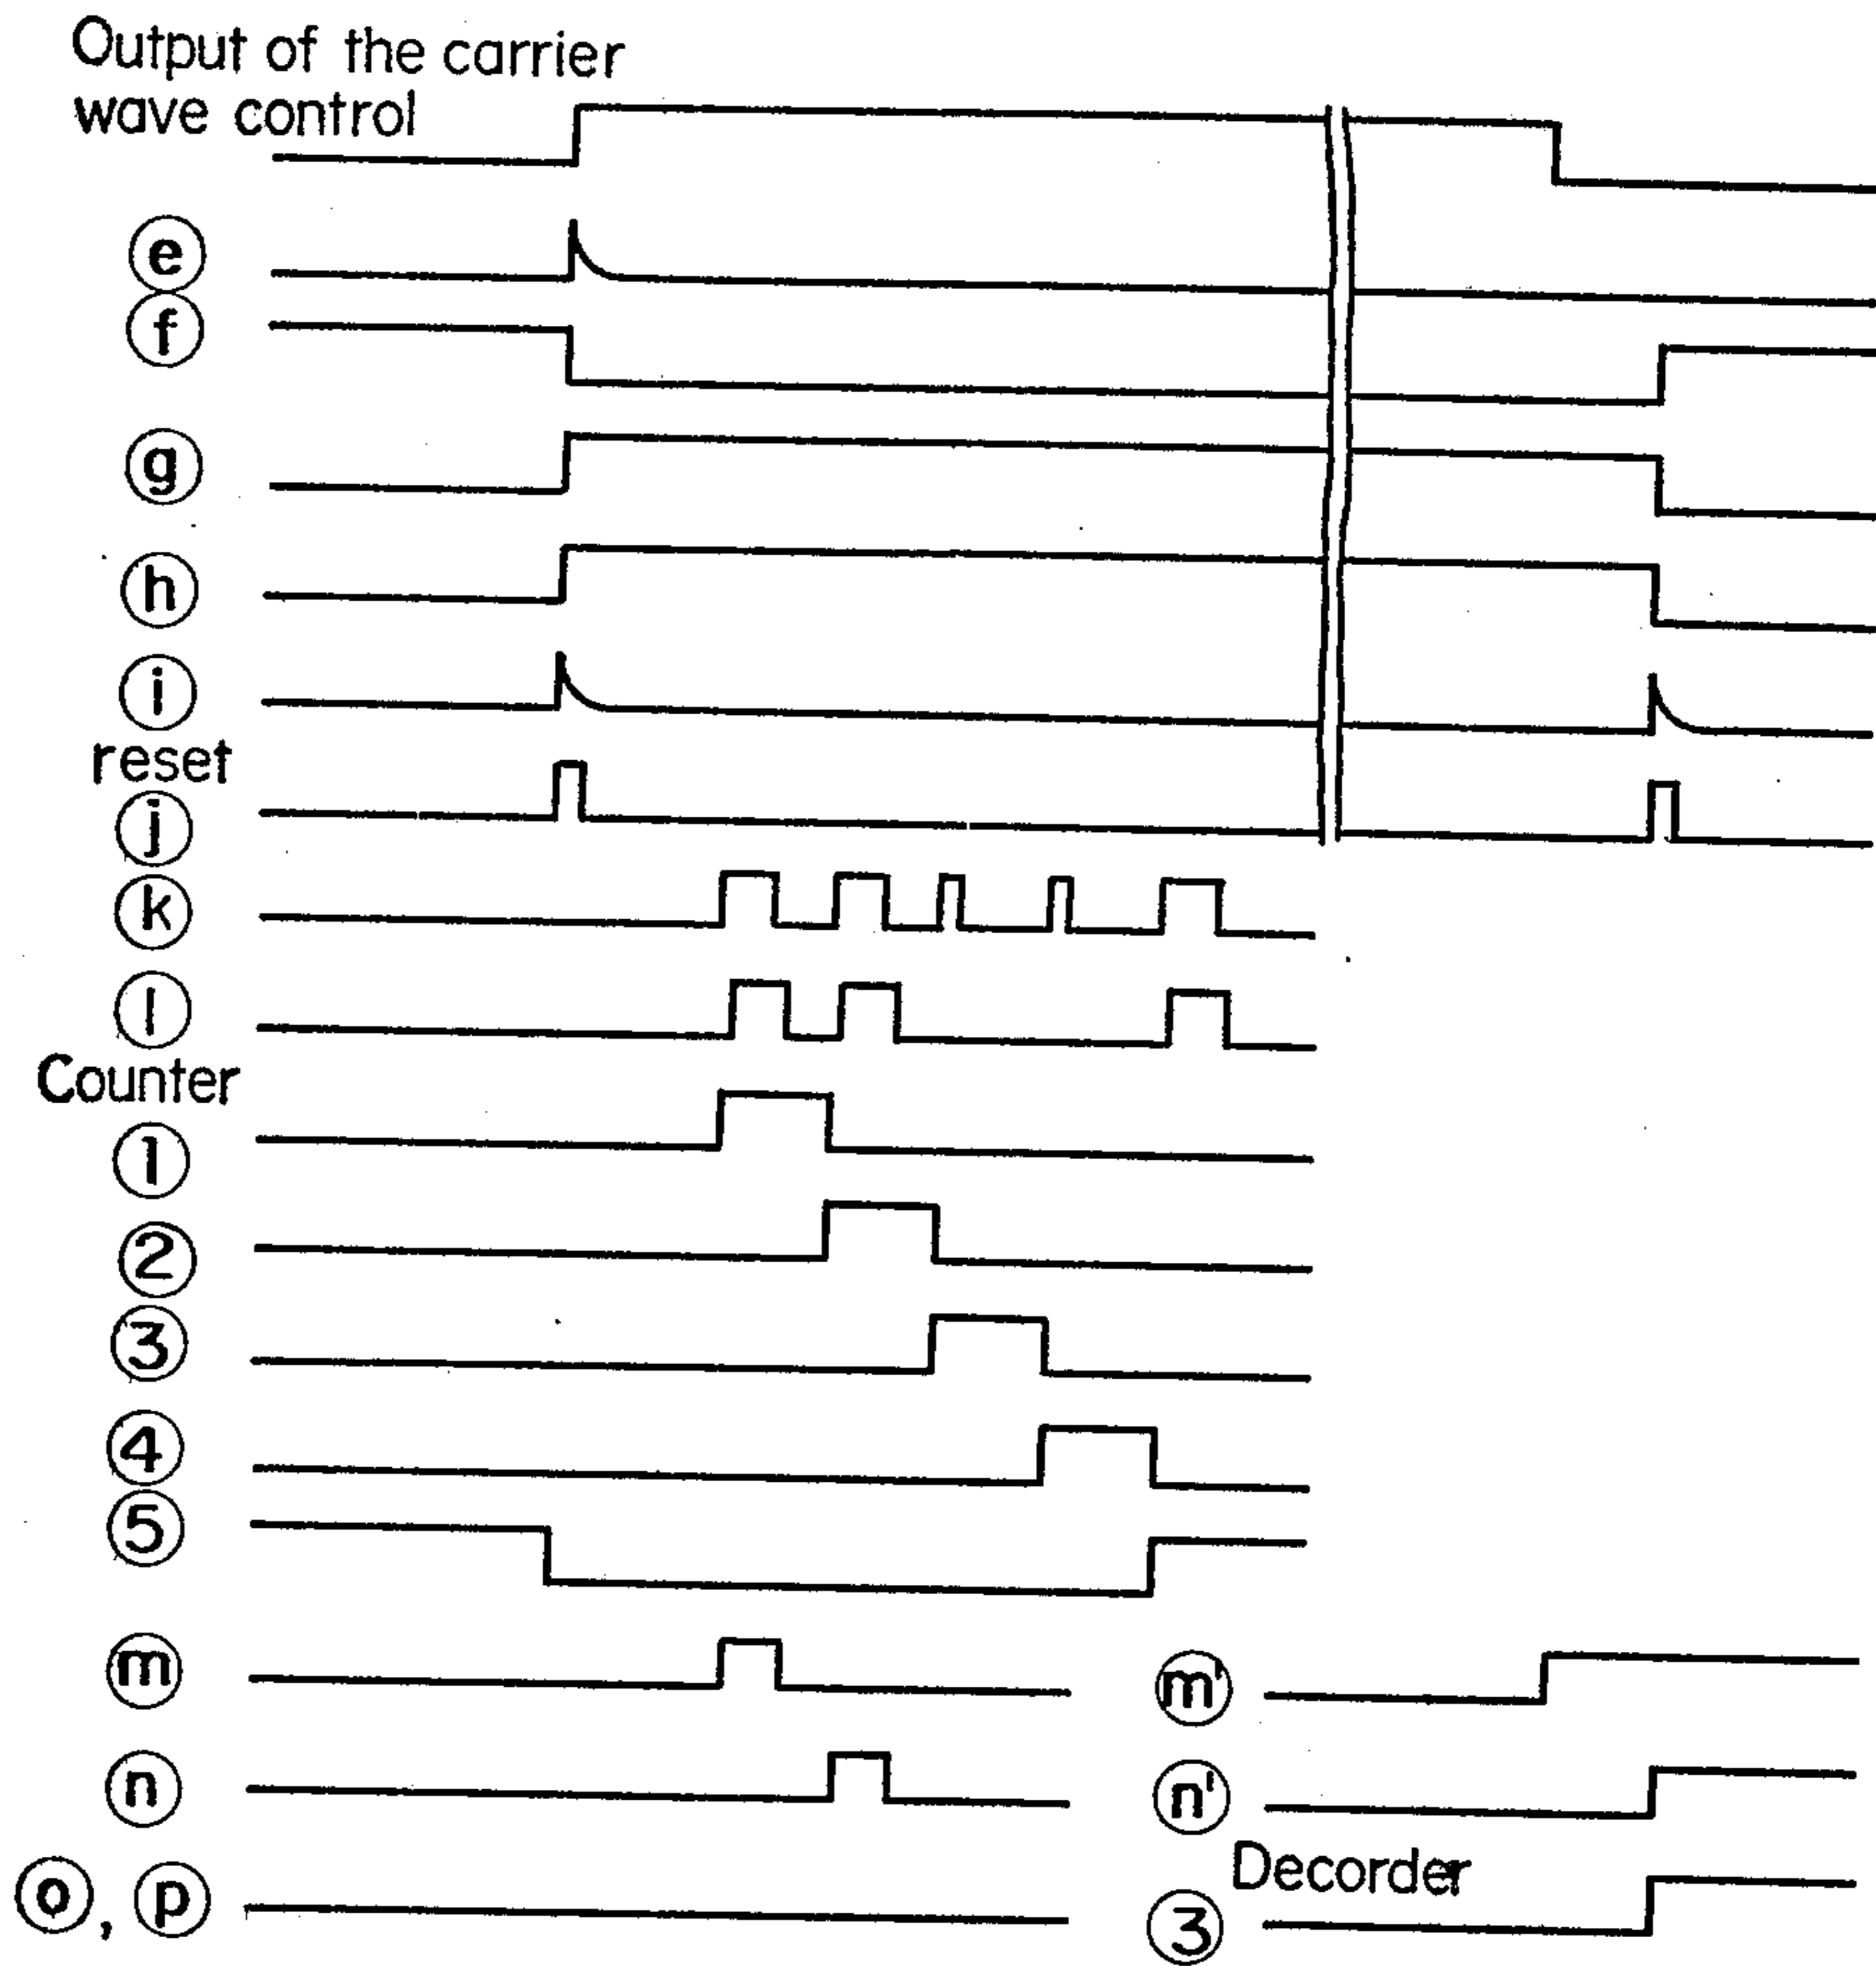 Output of the carrier
wave control
e
f
g
h
i
reset
j
k
l
Counter
1
2
3
4
5
m
m'
n
n'
o, p
Decorder
3